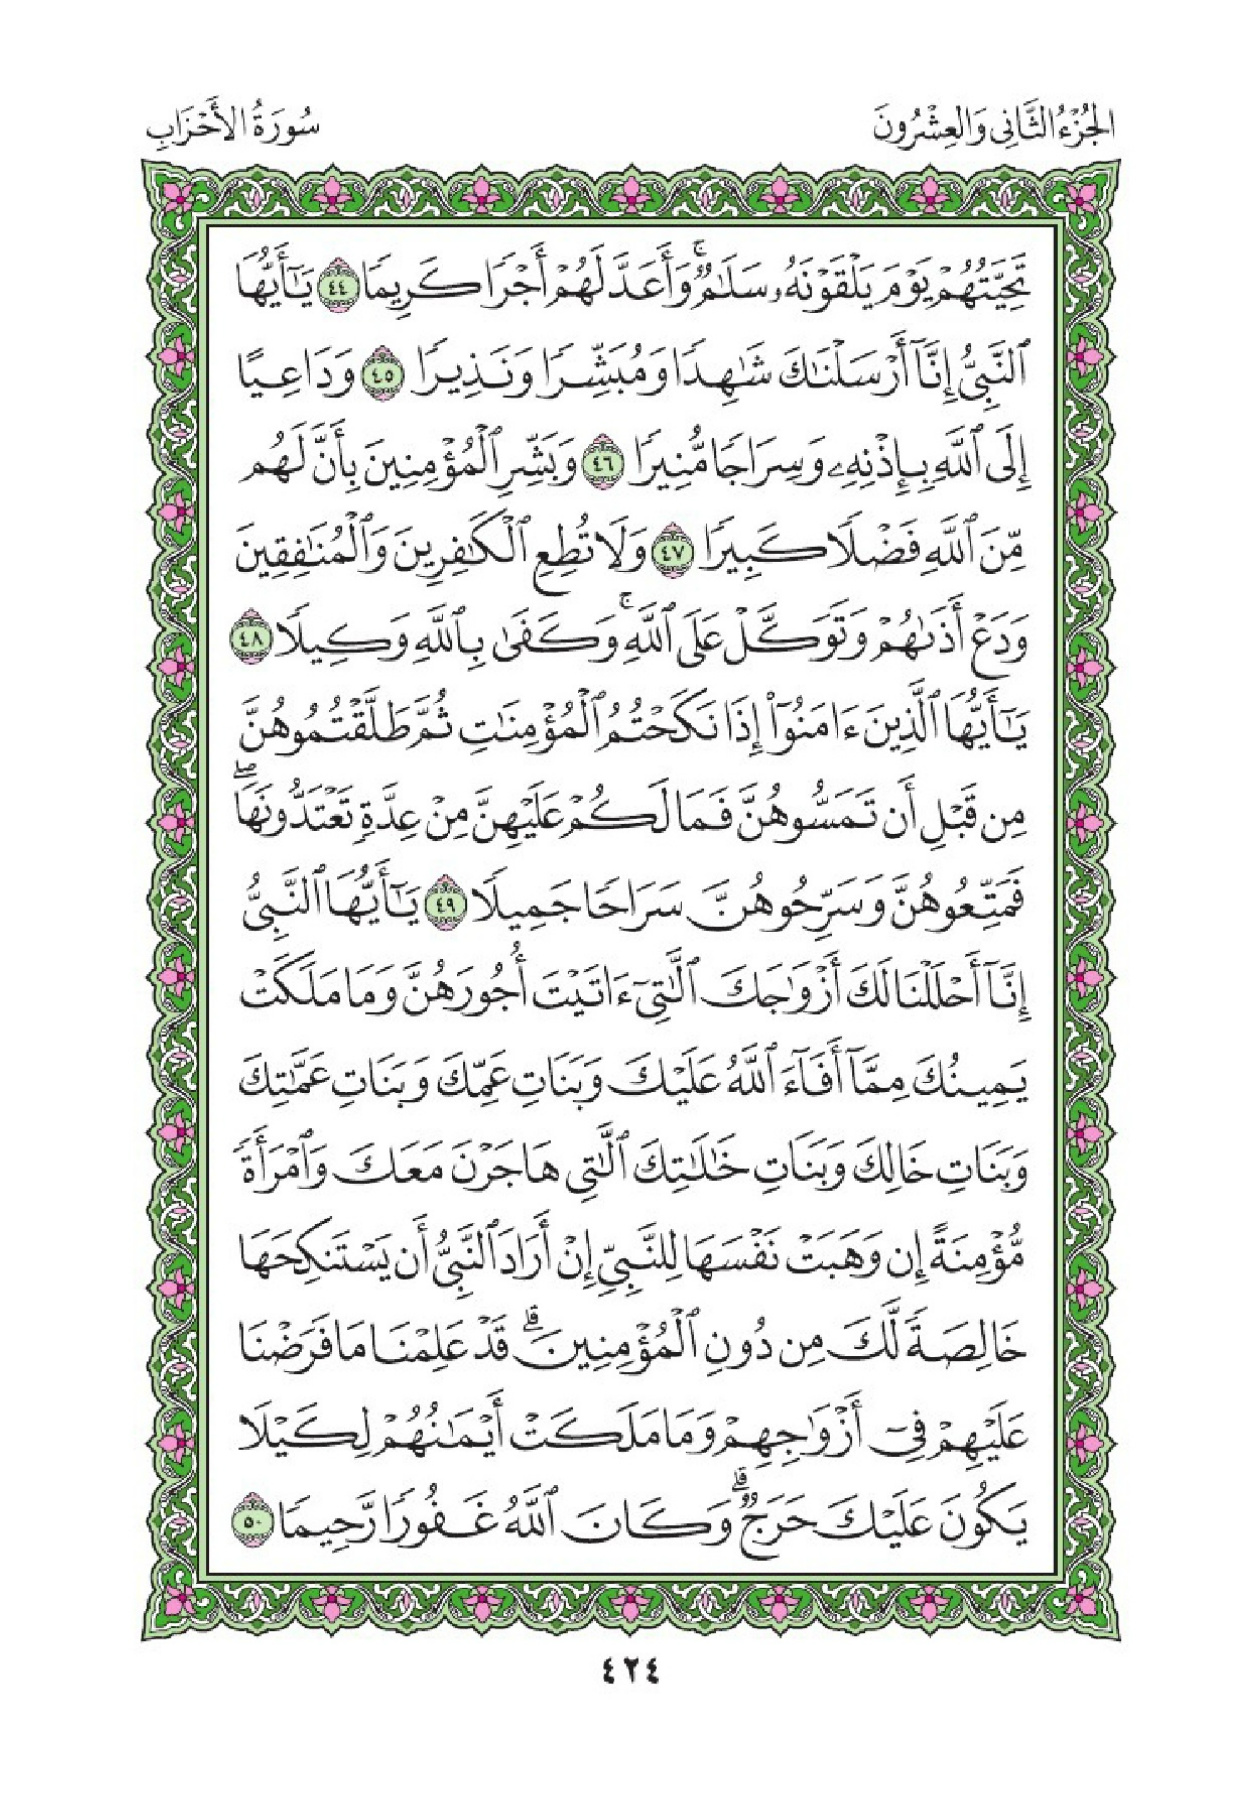 الجُزْءُ الثَّانِي وَالعِشْرُونَ
سُورَةُ الأَحْزَابِ
تَحِيَّتُهُمْ يَوْمَ يَلْقَوْنَهُۥ سَلَٰمٌۚ وَأَعَدَّ لَهُمْ أَجْرًا كَرِيمًا ٤٤ يَٰٓأَيُّهَا
ٱلنَّبِيُّ إِنَّآ أَرْسَلْنَٰكَ شَٰهِدًا وَمُبَشِّرًا وَنَذِيرًا ٤٥ وَدَاعِيًا
إِلَى ٱللَّهِ بِإِذْنِهِۦ وَسِرَاجًا مُّنِيرًا ٤٦ وَبَشِّرِ ٱلْمُؤْمِنِينَ بِأَنَّ لَهُم
مِّنَ ٱللَّهِ فَضْلًا كَبِيرًا ٤٧ وَلَا تُطِعِ ٱلْكَٰفِرِينَ وَٱلْمُنَٰفِقِينَ
وَدَعْ أَذَىٰهُمْ وَتَوَكَّلْ عَلَى ٱللَّهِۚ وَكَفَىٰ بِٱللَّهِ وَكِيلًا ٤٨
يَٰٓأَيُّهَا ٱلَّذِينَ ءَامَنُوٓا۟ إِذَا نَكَحْتُمُ ٱلْمُؤْمِنَٰتِ ثُمَّ طَلَّقْتُمُوهُنَّ
مِن قَبْلِ أَن تَمَسُّوهُنَّ فَمَا لَكُمْ عَلَيْهِنَّ مِنْ عِدَّةٍ تَعْتَدُّونَهَاۖ
فَمَتِّعُوهُنَّ وَسَرِّحُوهُنَّ سَرَاحًا جَمِيلًا ٤٩ يَٰٓأَيُّهَا ٱلنَّبِيُّ
إِنَّآ أَحْلَلْنَا لَكَ أَزْوَٰجَكَ ٱلَّٰتِىٓ ءَاتَيْتَ أُجُورَهُنَّ وَمَا مَلَكَتْ
يَمِينُكَ مِمَّآ أَفَآءَ ٱللَّهُ عَلَيْكَ وَبَنَاتِ عَمِّكَ وَبَنَاتِ عَمَّٰتِكَ
وَبَنَاتِ خَالِكَ وَبَنَاتِ خَٰلَٰتِكَ ٱلَّٰتِى هَاجَرْنَ مَعَكَ وَٱمْرَأَةً
مُّؤْمِنَةً إِن وَهَبَتْ نَفْسَهَا لِلنَّبِيِّ إِنْ أَرَادَ ٱلنَّبِيُّ أَن يَسْتَنكِحَهَا
خَالِصَةً لَّكَ مِن دُونِ ٱلْمُؤْمِنِينَۗ قَدْ عَلِمْنَا مَا فَرَضْنَا
عَلَيْهِمْ فِىٓ أَزْوَٰجِهِمْ وَمَا مَلَكَتْ أَيْمَٰنُهُمْ لِكَيْلَا
يَكُونَ عَلَيْكَ حَرَجٌۗ وَكَانَ ٱللَّهُ غَفُورًا رَّحِيمًا ٥٠
٤٢٤